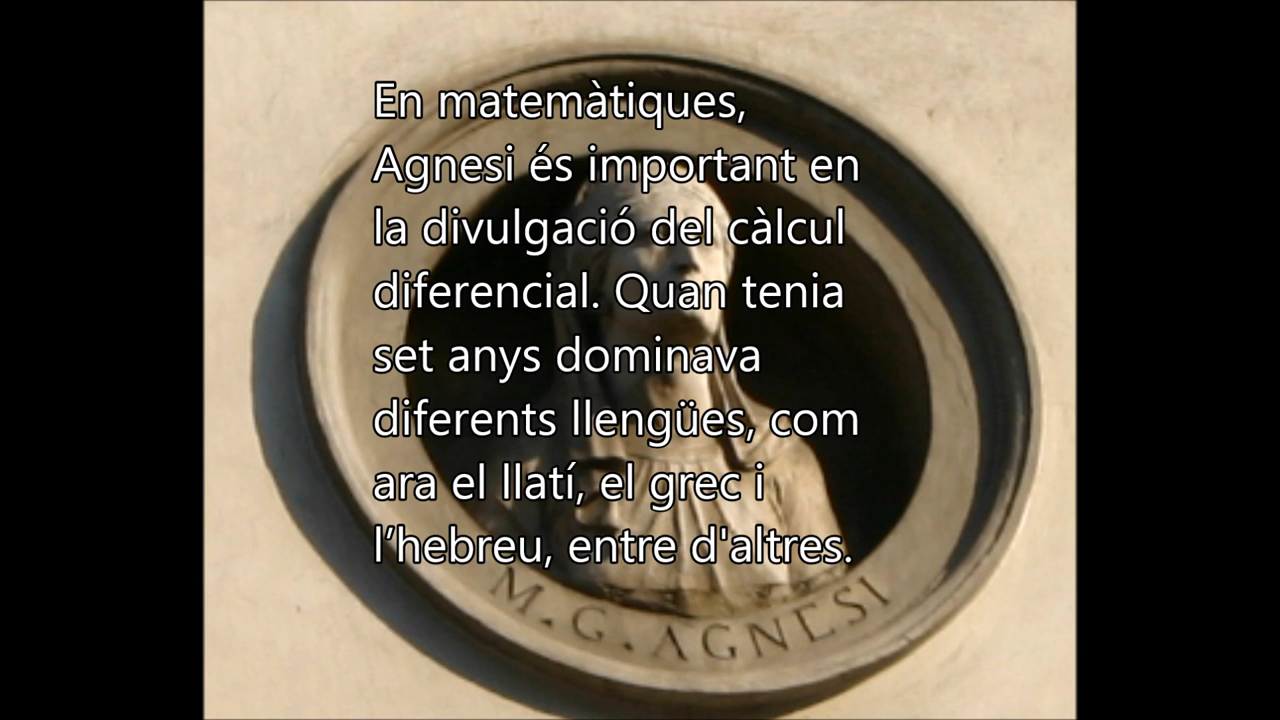 En matemàtiques,
Agnesi és important en
la divulgació del càlcul
diferencial. Quan tenia
set anys dominava
diferents llengües, com
ara el llatí, el grec i
l’hebreu, entre d'altres.
M. G. AGNESI